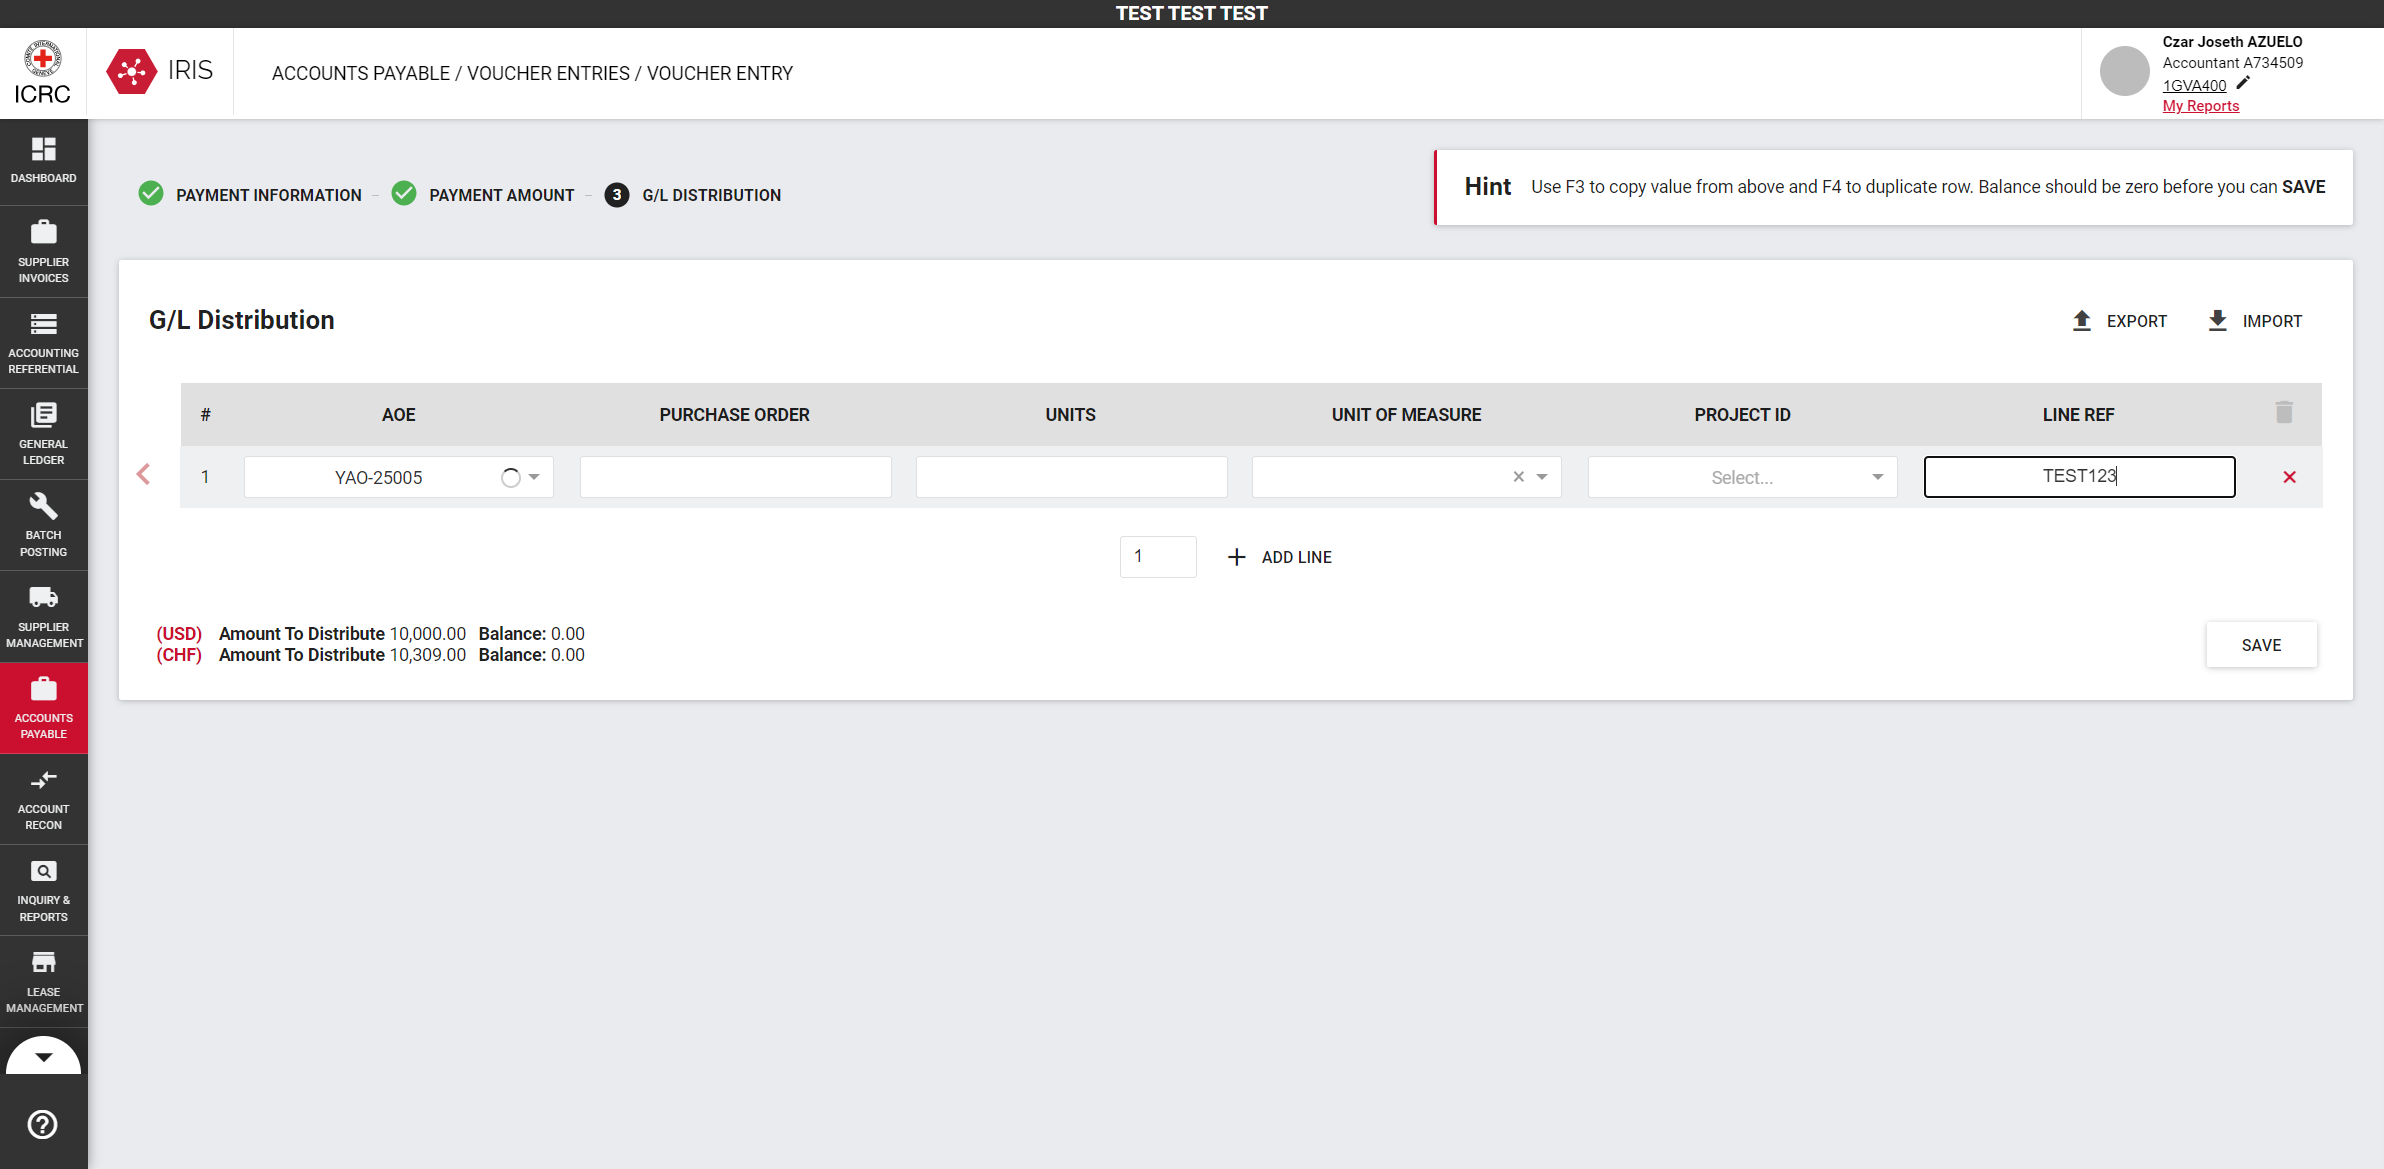 TEST TEST TEST
ICRC
IRIS
ACCOUNTS PAYABLE / VOUCHER ENTRIES / VOUCHER ENTRY
Czar Joseth AZUELO
Accountant A734509
1GVA400
My Reports
DASHBOARD
SUPPLIER
INVOICES
ACCOUNTING
REFERENTIAL
GENERAL
LEDGER
BATCH
POSTING
SUPPLIER
MANAGEMENT
ACCOUNTS
PAYABLE
ACCOUNT
RECON
INQUIRY &
REPORTS
LEASE
MANAGEMENT
PAYMENT INFORMATION – PAYMENT AMOUNT – 3 G/L DISTRIBUTION
Hint Use F3 to copy value from above and F4 to duplicate row. Balance should be zero before you can SAVE
G/L Distribution
EXPORT IMPORT
# AOE PURCHASE ORDER UNITS UNIT OF MEASURE PROJECT ID LINE REF
1 YAO-25005 Select... TEST123
1 + ADD LINE
(USD) Amount To Distribute 10,000.00 Balance: 0.00
(CHF) Amount To Distribute 10,309.00 Balance: 0.00
SAVE